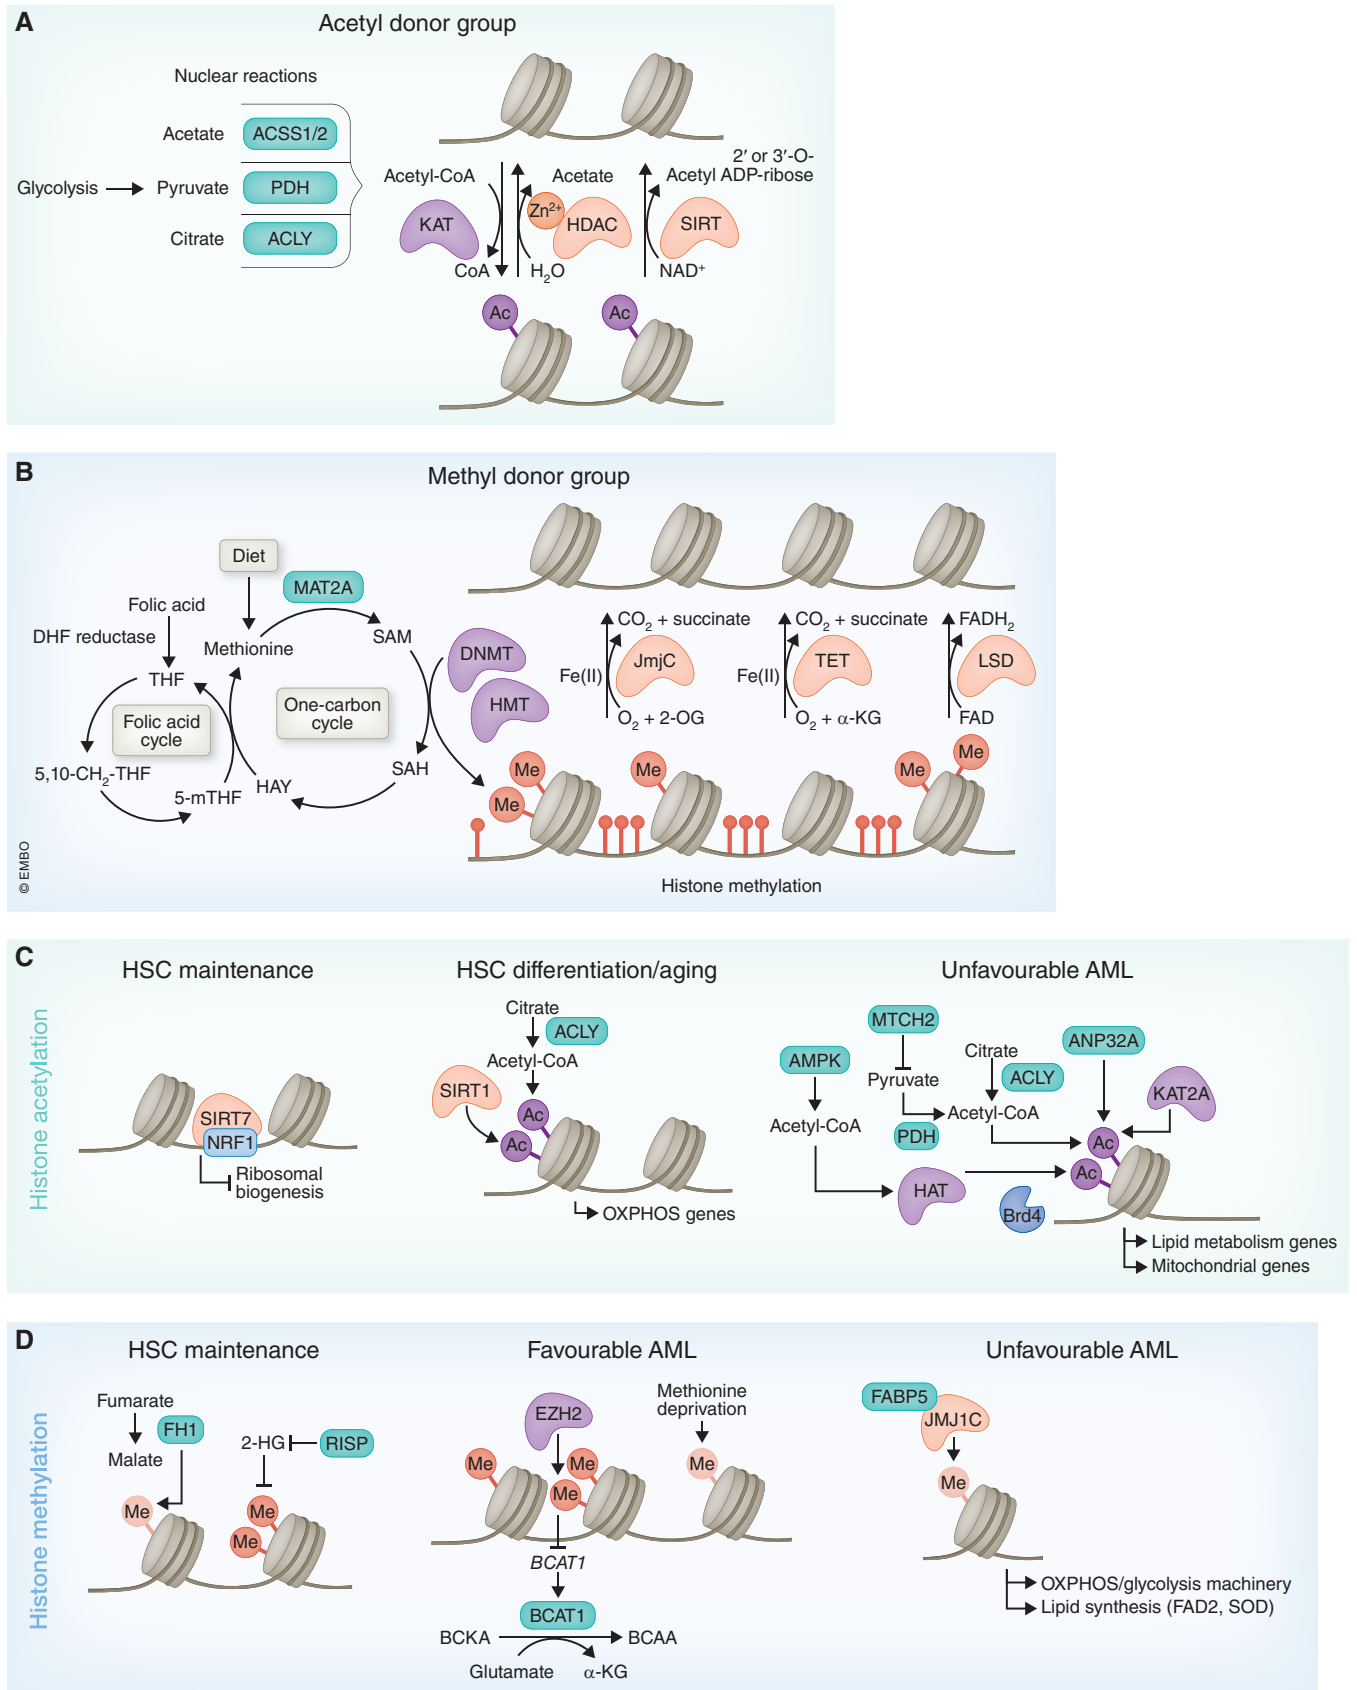 A
Acetyl donor group
Nuclear reactions
Acetate
ACSS1/2
Glycolysis
Pyruvate
PDH
Citrate
ACLY
Acetyl-CoA
KAT
CoA
Acetate
Zn2+
HDAC
H2O
2′ or 3′-O-
Acetyl ADP-ribose
SIRT
NAD+
Ac
Ac
B
Methyl donor group
Diet
MAT2A
Folic acid
DHF reductase
Methionine
SAM
THF
Folic acid
cycle
One-carbon
cycle
5,10-CH2-THF
5-mTHF
HAY
SAH
DNMT
HMT
CO2 + succinate
Fe(II)
JmjC
O2 + 2-OG
CO2 + succinate
Fe(II)
TET
O2 + α-KG
FADH2
LSD
FAD
Me
Me
Me
Me
Me
Histone methylation
© EMBO
C
Histone acetylation
HSC maintenance
SIRT7
NRF1
Ribosomal
biogenesis
HSC differentiation/aging
Citrate
ACLY
Acetyl-CoA
SIRT1
Ac
Ac
OXPHOS genes
Unfavourable AML
MTCH2
AMPK
Pyruvate
Citrate
ACLY
ANP32A
Acetyl-CoA
PDH
Acetyl-CoA
KAT2A
Ac
Ac
HAT
Brd4
Lipid metabolism genes
Mitochondrial genes
D
Histone methylation
HSC maintenance
Fumarate
FH1
Malate
2-HG
RISP
Me
Me
Me
Favourable AML
EZH2
Methionine
deprivation
Me
Me
Me
Me
BCAT1
BCAT1
BCKA
BCAA
Glutamate
α-KG
Unfavourable AML
FABP5
JMJ1C
Me
OXPHOS/glycolysis machinery
Lipid synthesis (FAD2, SOD)